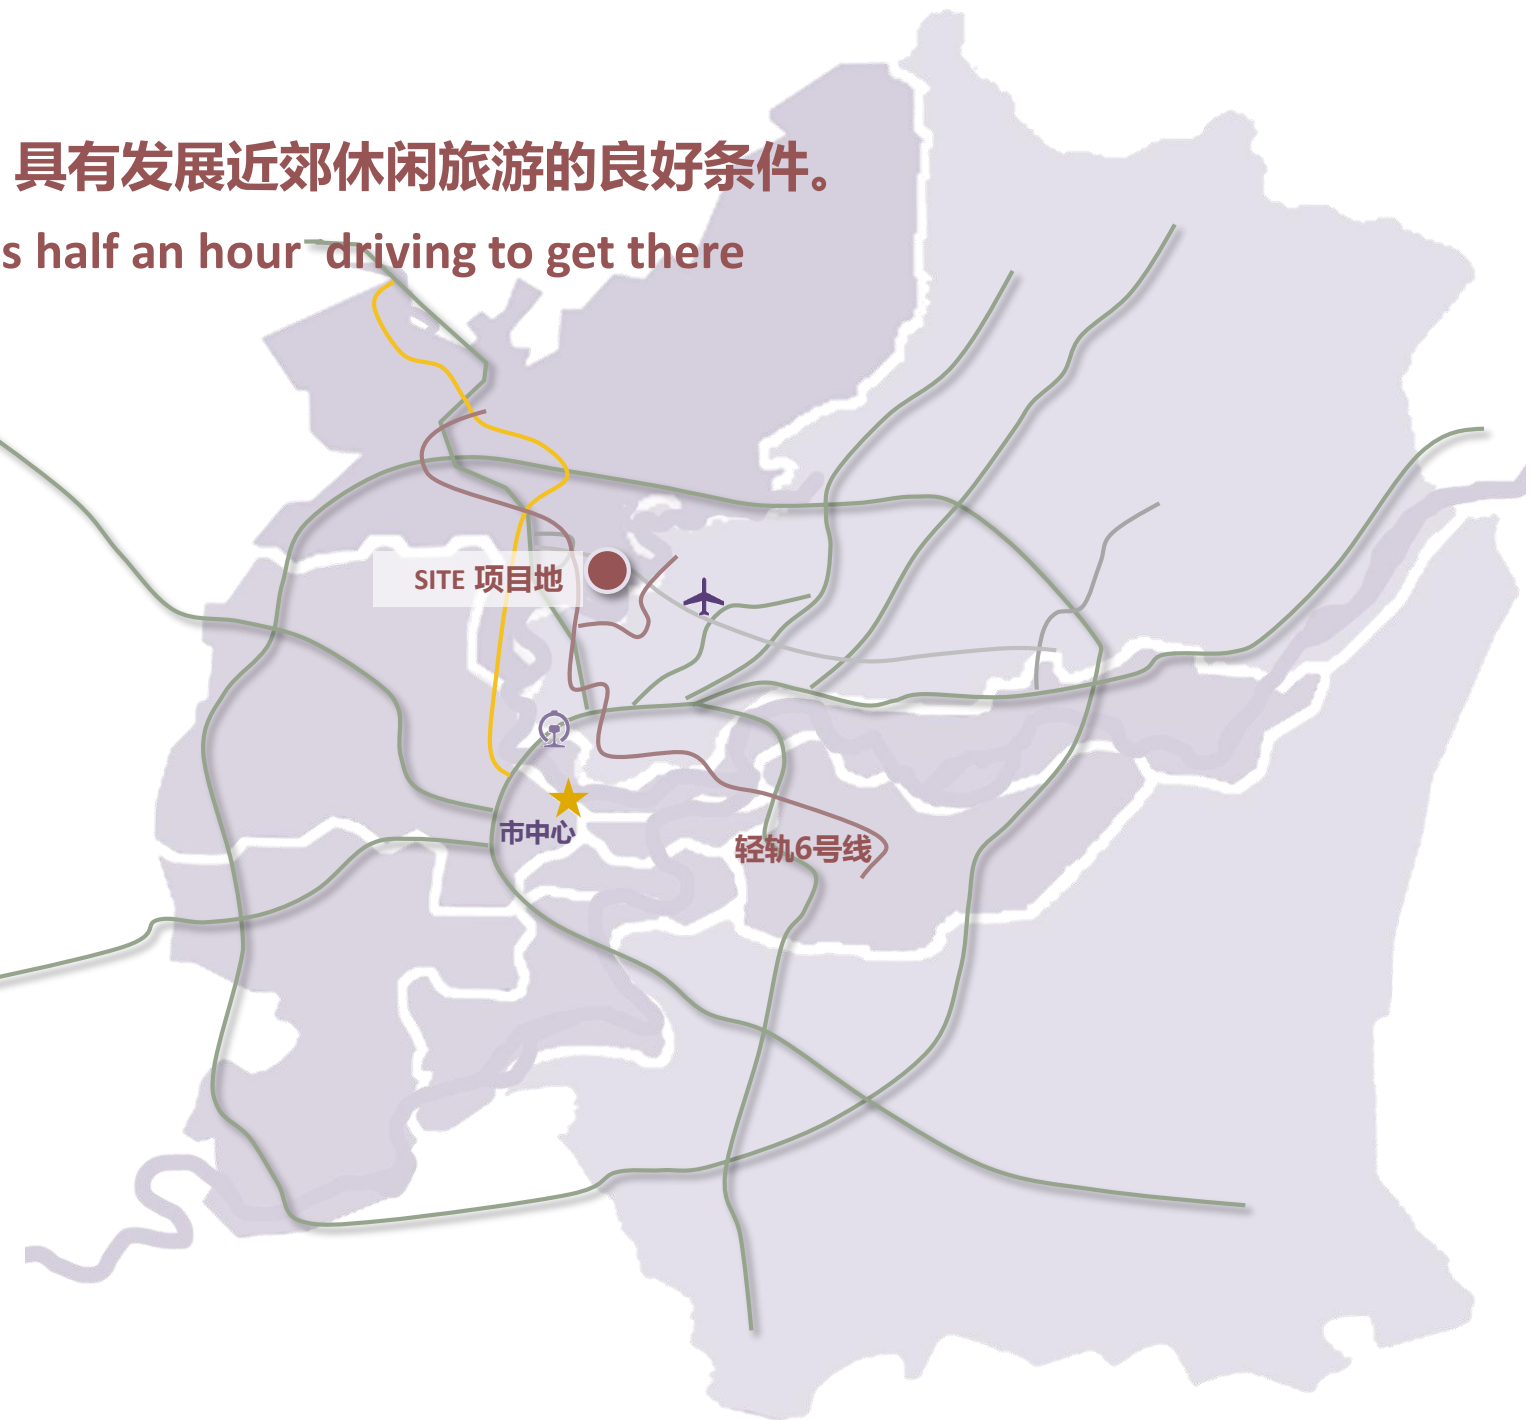 具有发展近郊休闲旅游的良好条件。
s half an hour driving to get there
SITE 项目地
市中心
轻轨6号线